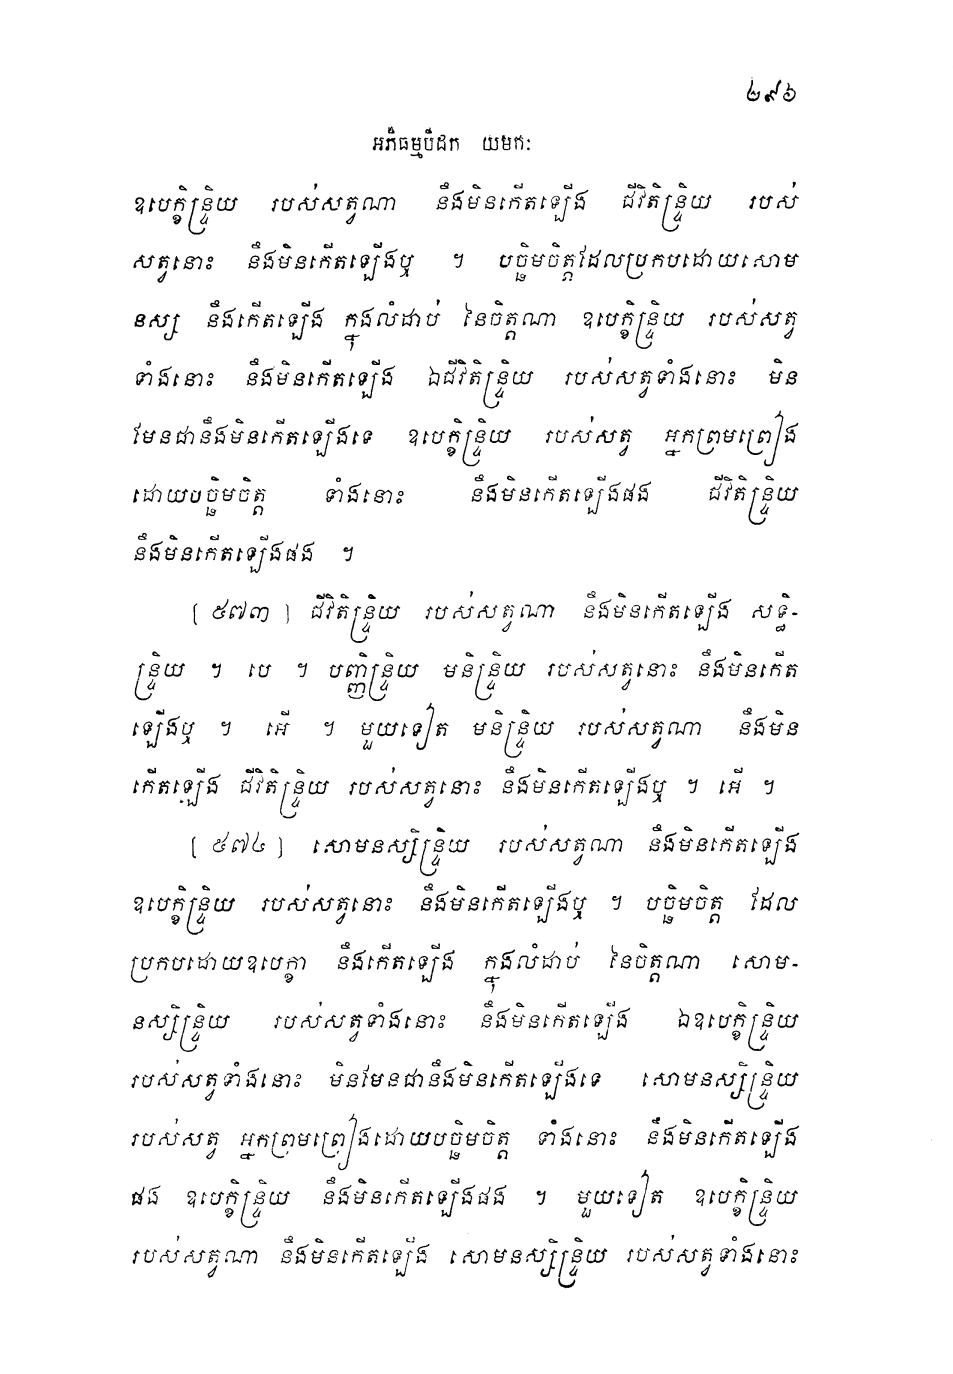 ២៩៦
អភិធម្មបិដក យមកៈ
ឧបេក្ខិន្ទ្រិយ របស់សត្វណា នឹងមិនកើតឡើង ជីវិតិន្ទ្រិយ របស់
សត្វនោះ នឹងមិនកើតឡើងឬ ។ បច្ឆិមចិត្តដែលប្រកបដោយសោម
នស្ស នឹងកើតឡើង ក្នុងលំដាប់ នៃចិត្តណា ឧបេក្ខិន្ទ្រិយ របស់សត្វ
ទាំងនោះ នឹងមិនកើតឡើង ឯជីវិតិន្ទ្រិយ របស់សត្វទាំងនោះ មិន
មែនជានឹងមិនកើតឡើងទេ ឧបេក្ខិន្ទ្រិយ របស់សត្វ អ្នកព្រមព្រៀង
ដោយបច្ឆិមចិត្ត ទាំងនោះ នឹងមិនកើតឡើងផង ជីវិតិន្ទ្រិយ
នឹងមិនកើតឡើងផង ។
[ ៥៧៣ ] ជីវិតិន្ទ្រិយ របស់សត្វណា នឹងមិនកើតឡើង សទ្ធិ-
ន្ទ្រិយ ។ បេ ។ បញ្ញិន្ទ្រិយ មនិន្ទ្រិយ របស់សត្វនោះ នឹងមិនកើត
ឡើងឬ ។ អើ ។ មួយទៀត មនិន្ទ្រិយ របស់សត្វណា នឹងមិន
កើតឡើង ជីវិតិន្ទ្រិយ របស់សត្វនោះ នឹងមិនកើតឡើងឬ ។ អើ ។
[ ៥៧៤ ] សោមនស្សិន្ទ្រិយ របស់សត្វណា នឹងមិនកើតឡើង
ឧបេក្ខិន្ទ្រិយ របស់សត្វនោះ នឹងមិនកើតឡើងឬ ។ បច្ឆិមចិត្ត ដែល
ប្រកបដោយឧបេក្ខា នឹងកើតឡើង ក្នុងលំដាប់ នៃចិត្តណា សោម-
នស្សិន្ទ្រិយ របស់សត្វទាំងនោះ នឹងមិនកើតឡើង ឯឧបេក្ខិន្ទ្រិយ
របស់សត្វទាំងនោះ មិនមែនជានឹងមិនកើតឡើងទេ សោមនស្សិន្ទ្រិយ
របស់សត្វ អ្នកព្រមព្រៀងដោយបច្ឆិមចិត្ត ទាំងនោះ នឹងមិនកើតឡើង
ផង ឧបេក្ខិន្ទ្រិយ នឹងមិនកើតឡើងផង ។ មួយទៀត ឧបេក្ខិន្ទ្រិយ
របស់សត្វណា នឹងមិនកើតឡើង សោមនស្សិន្ទ្រិយ របស់សត្វទាំងនោះ